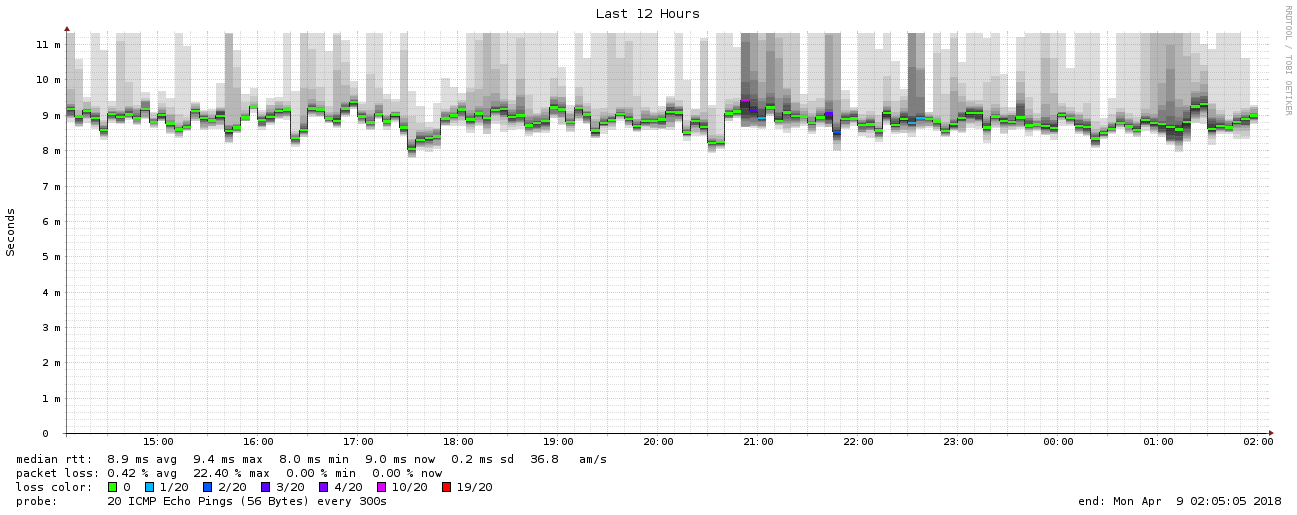 Last 12 Hours
RRDTOOL / TOBI OETIKER
Seconds
11 m
10 m
9 m
8 m
7 m
6 m
5 m
4 m
3 m
2 m
1 m
0
15:00 16:00 17:00 18:00 19:00 20:00 21:00 22:00 23:00 00:00 01:00 02:00
median rtt: 8.9 ms avg 9.4 ms max 8.0 ms min 9.0 ms now 0.2 ms sd 36.8 am/s
packet loss: 0.42 % avg 22.40 % max 0.00 % min 0.00 % now
loss color: 0 1/20 2/20 3/20 4/20 10/20 19/20
probe: 20 ICMP Echo Pings (56 Bytes) every 300s end: Mon Apr 9 02:05:05 2018